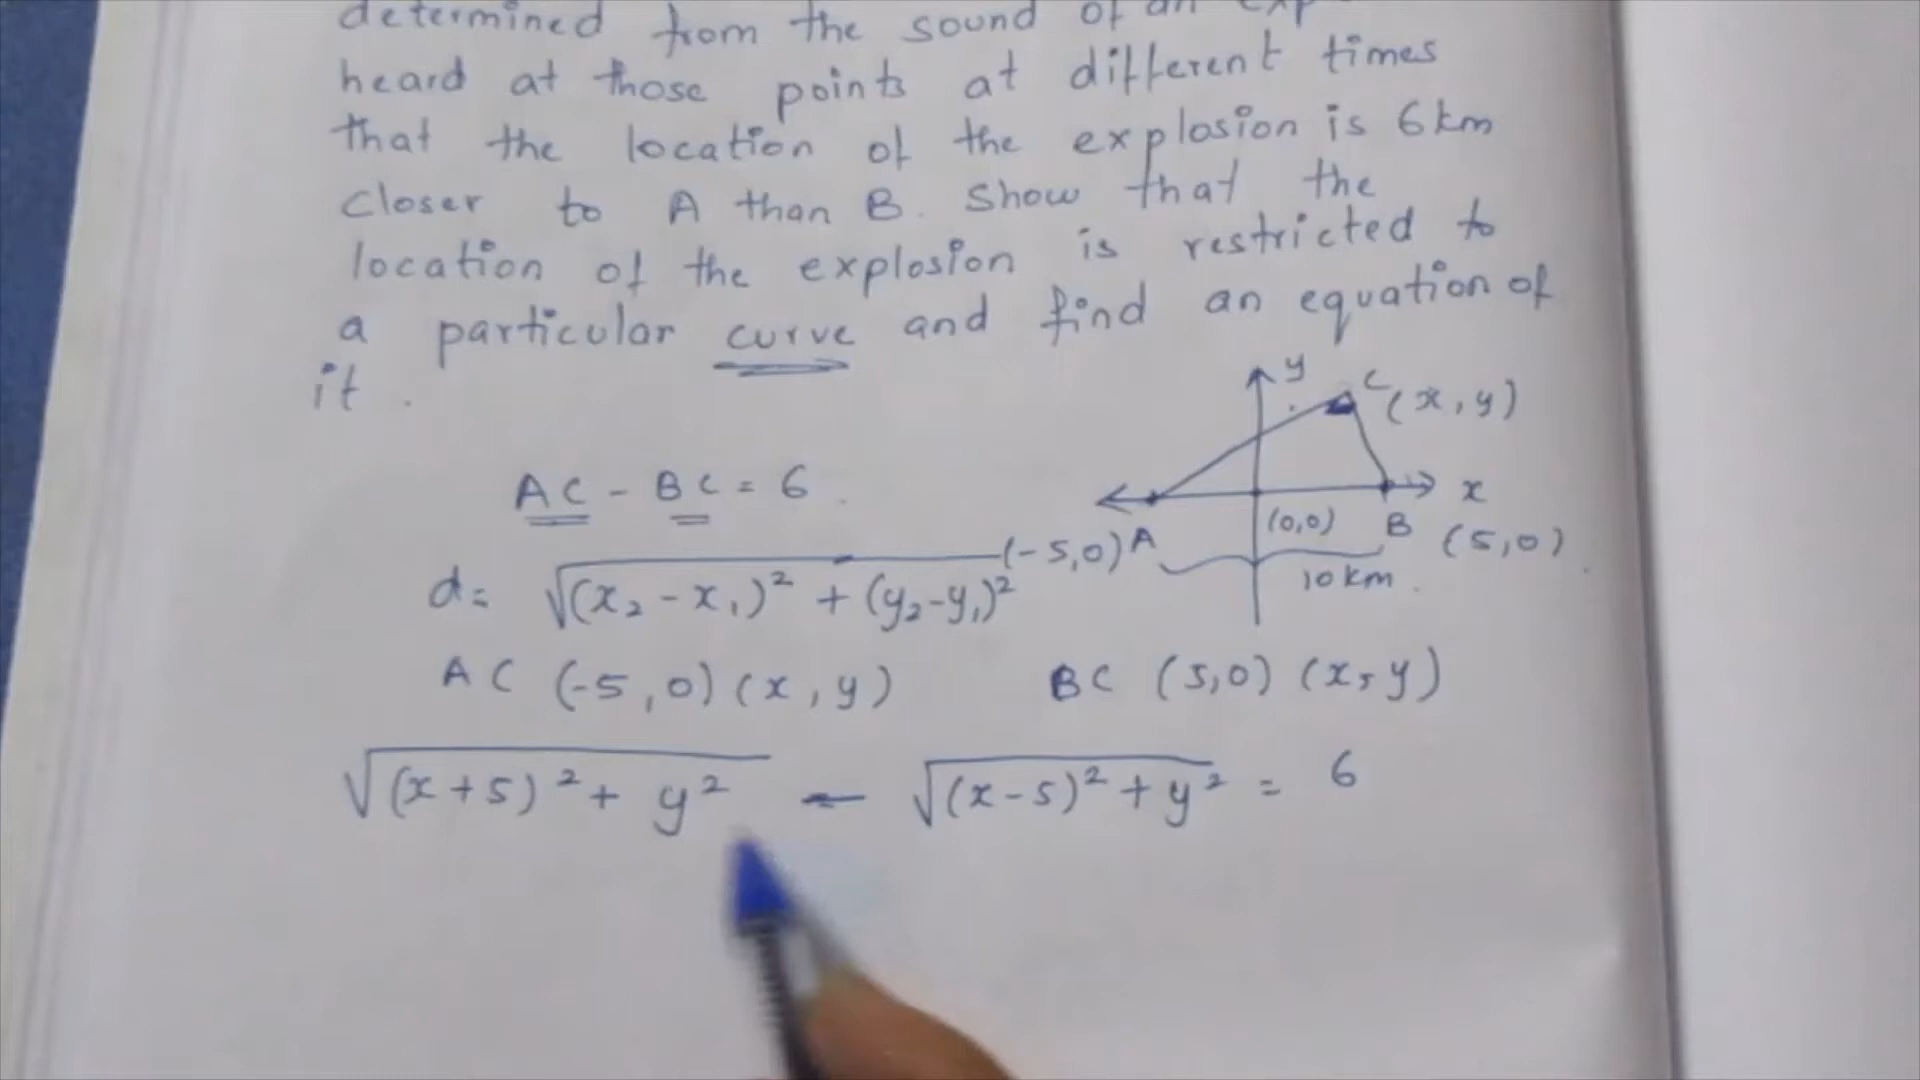 determined from the sound of an
heard at those points at different times
that the location of the explosion is 6km
closer to A than B. Show that the
location of the explosion is restricted to
a particular curve and find an equation of
it.
y
C (x, y)
x
(0,0)
B (5,0)
(-5,0) A
10 km.
AC - BC = 6
d = √(x₂ - x₁)² + (y₂-y₁)²
AC (-5,0) (x, y) BC (5,0) (x, y)
√(x+5)² + y² - √(x-5)² + y² = 6